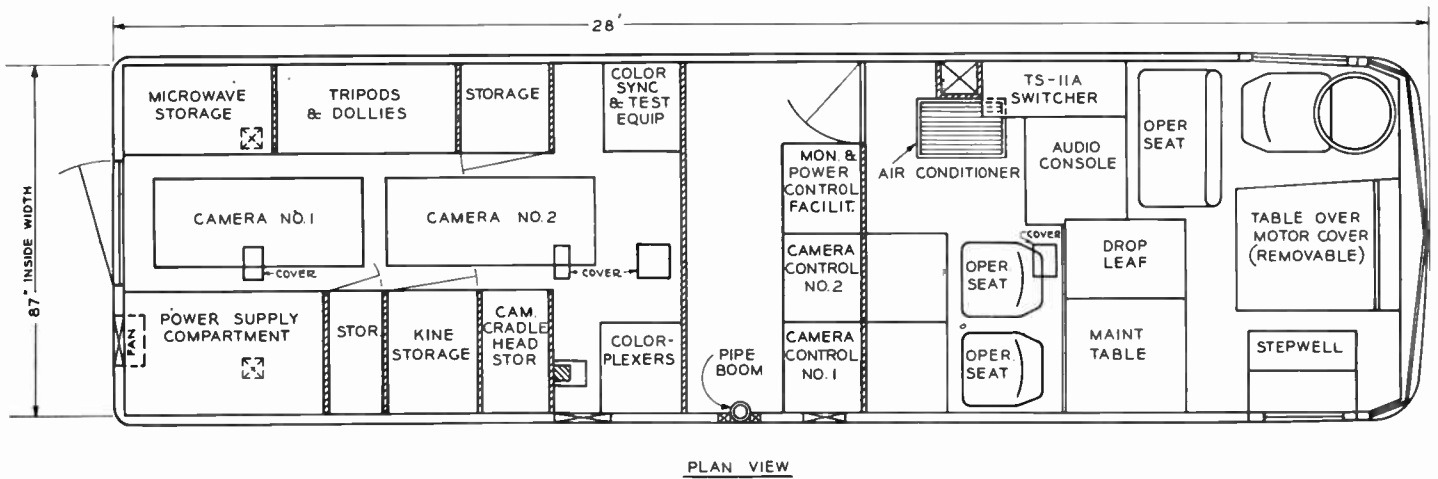 28'
87" INSIDE WIDTH
MICROWAVE
STORAGE
TRIPODS
& DOLLIES
STORAGE
COLOR
SYNC
& TEST
EQUIP
CAMERA NO.1
CAMERA NO.2
COVER
COVER
POWER SUPPLY
COMPARTMENT
FAN
STOR.
KINE
STORAGE
CAM.
CRADLE
HEAD
STOR
COLOR-
PLEXERS
PIPE
BOOM
MON. &
POWER
CONTROL
FACILIT.
CAMERA
CONTROL
NO.2
CAMERA
CONTROL
NO.1
AIR CONDITIONER
TS-11A
SWITCHER
AUDIO
CONSOLE
OPER
SEAT
COVER
OPER.
SEAT
OPER.
SEAT
DROP
LEAF
MAINT
TABLE
TABLE OVER
MOTOR COVER
(REMOVABLE)
STEPWELL
PLAN VIEW